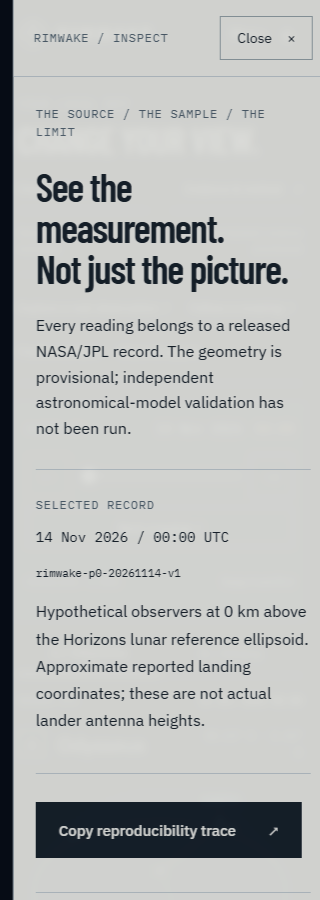 RIMWAKE / INSPECT
Close ×
THE SOURCE / THE SAMPLE / THE
LIMIT
See the
measurement.
Not just the picture.
Every reading belongs to a released
NASA/JPL record. The geometry is
provisional; independent
astronomical-model validation has
not been run.
SELECTED RECORD
14 Nov 2026 / 00:00 UTC
rimwake-p0-20261114-v1
Hypothetical observers at 0 km above
the Horizons lunar reference ellipsoid.
Approximate reported landing
coordinates; these are not actual
lander antenna heights.
Copy reproducibility trace ↗